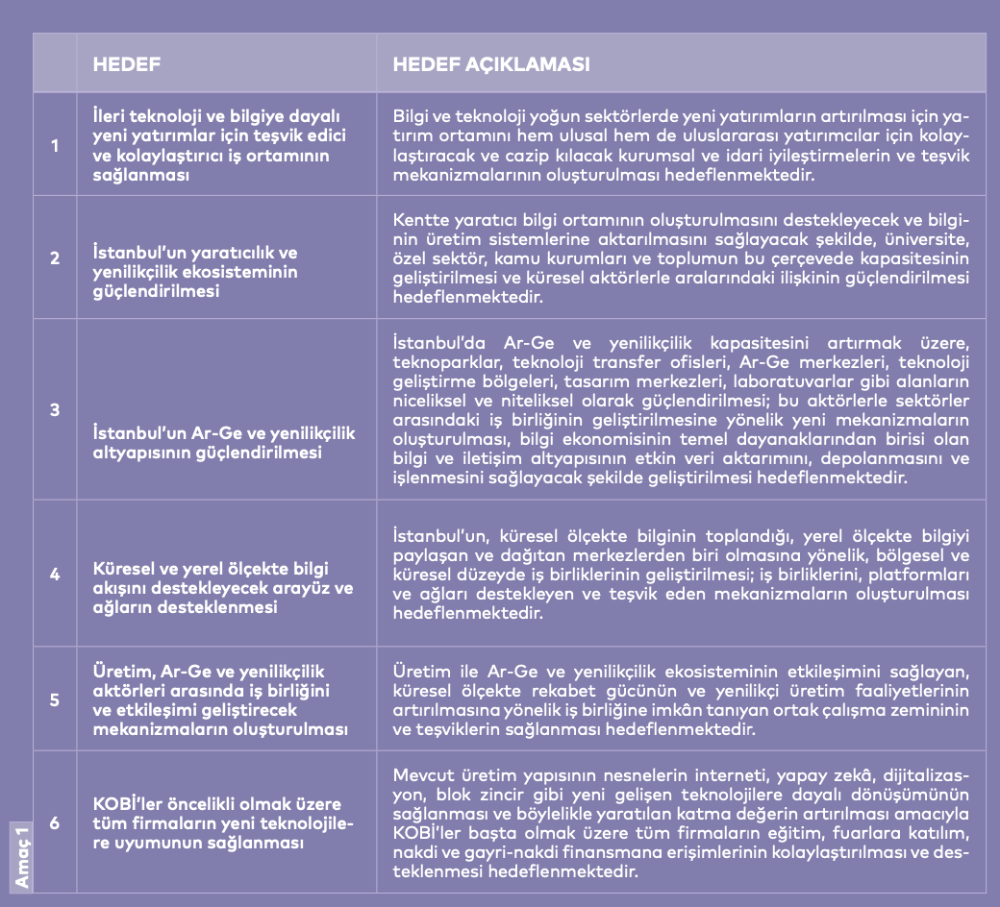 HEDEF
HEDEF AÇIKLAMASI
1
İleri teknoloji ve bilgiye dayalı
yeni yatırımlar için teşvik edici
ve kolaylaştırıcı iş ortamının
sağlanması
Bilgi ve teknoloji yoğun sektörlerde yeni yatırımların artırılması için ya-
tırım ortamını hem ulusal hem de uluslararası yatırımcılar için kolay-
laştıracak ve cazip kılacak kurumsal ve idari iyileştirmelerin ve teşvik
mekanizmalarının oluşturulması hedeflenmektedir.
2
İstanbul’un yaratıcılık ve
yenilikçilik ekosisteminin
güçlendirilmesi
Kentte yaratıcı bilgi ortamının oluşturulmasını destekleyecek ve bilgi-
nin üretim sistemlerine aktarılmasını sağlayacak şekilde, üniversite,
özel sektör, kamu kurumları ve toplumun bu çerçevede kapasitesinin
geliştirilmesi ve küresel aktörlerle aralarındaki ilişkinin güçlendirilmesi
hedeflenmektedir.
3
İstanbul’un Ar-Ge ve yenilikçilik
altyapısının güçlendirilmesi
İstanbul’da Ar-Ge ve yenilikçilik kapasitesini artırmak üzere,
teknoparklar, teknoloji transfer ofisleri, Ar-Ge merkezleri, teknoloji
geliştirme bölgeleri, tasarım merkezleri, laboratuvarlar gibi alanların
niceliksel ve niteliksel olarak güçlendirilmesi; bu aktörlerle sektörler
arasındaki iş birliğinin geliştirilmesine yönelik yeni mekanizmaların
oluşturulması, bilgi ekonomisinin temel dayanaklarından birisi olan
bilgi ve iletişim altyapısının etkin veri aktarımını, depolanmasını ve
işlenmesini sağlayacak şekilde geliştirilmesi hedeflenmektedir.
4
Küresel ve yerel ölçekte bilgi
akışını destekleyecek arayüz ve
ağların desteklenmesi
İstanbul’un, küresel ölçekte bilginin toplandığı, yerel ölçekte bilgiyi
paylaşan ve dağıtan merkezlerden biri olmasına yönelik, bölgesel ve
küresel düzeyde iş birliklerinin geliştirilmesi; iş birliklerini, platformları
ve ağları destekleyen ve teşvik eden mekanizmaların oluşturulması
hedeflenmektedir.
5
Üretim, Ar-Ge ve yenilikçilik
aktörleri arasında iş birliğini
ve etkileşimi geliştirecek
mekanizmaların oluşturulması
Üretim ile Ar-Ge ve yenilikçilik ekosisteminin etkileşimini sağlayan,
küresel ölçekte rekabet gücünün ve yenilikçi üretim faaliyetlerinin
artırılmasına yönelik iş birliğine imkân tanıyan ortak çalışma zemininin
ve teşviklerin sağlanması hedeflenmektedir.
6
KOBİ’ler öncelikli olmak üzere
tüm firmaların yeni teknolojile-
re uyumunun sağlanması
Mevcut üretim yapısının nesnelerin interneti, yapay zekâ, dijitalizas-
yon, blok zincir gibi yeni gelişen teknolojilere dayalı dönüşümünün
sağlanması ve böylelikle yaratılan katma değerin artırılması amacıyla
KOBİ’ler başta olmak üzere tüm firmaların eğitim, fuarlara katılım,
nakdi ve gayri-nakdi finansmana erişimlerinin kolaylaştırılması ve des-
teklenmesi hedeflenmektedir.
Amaç 1